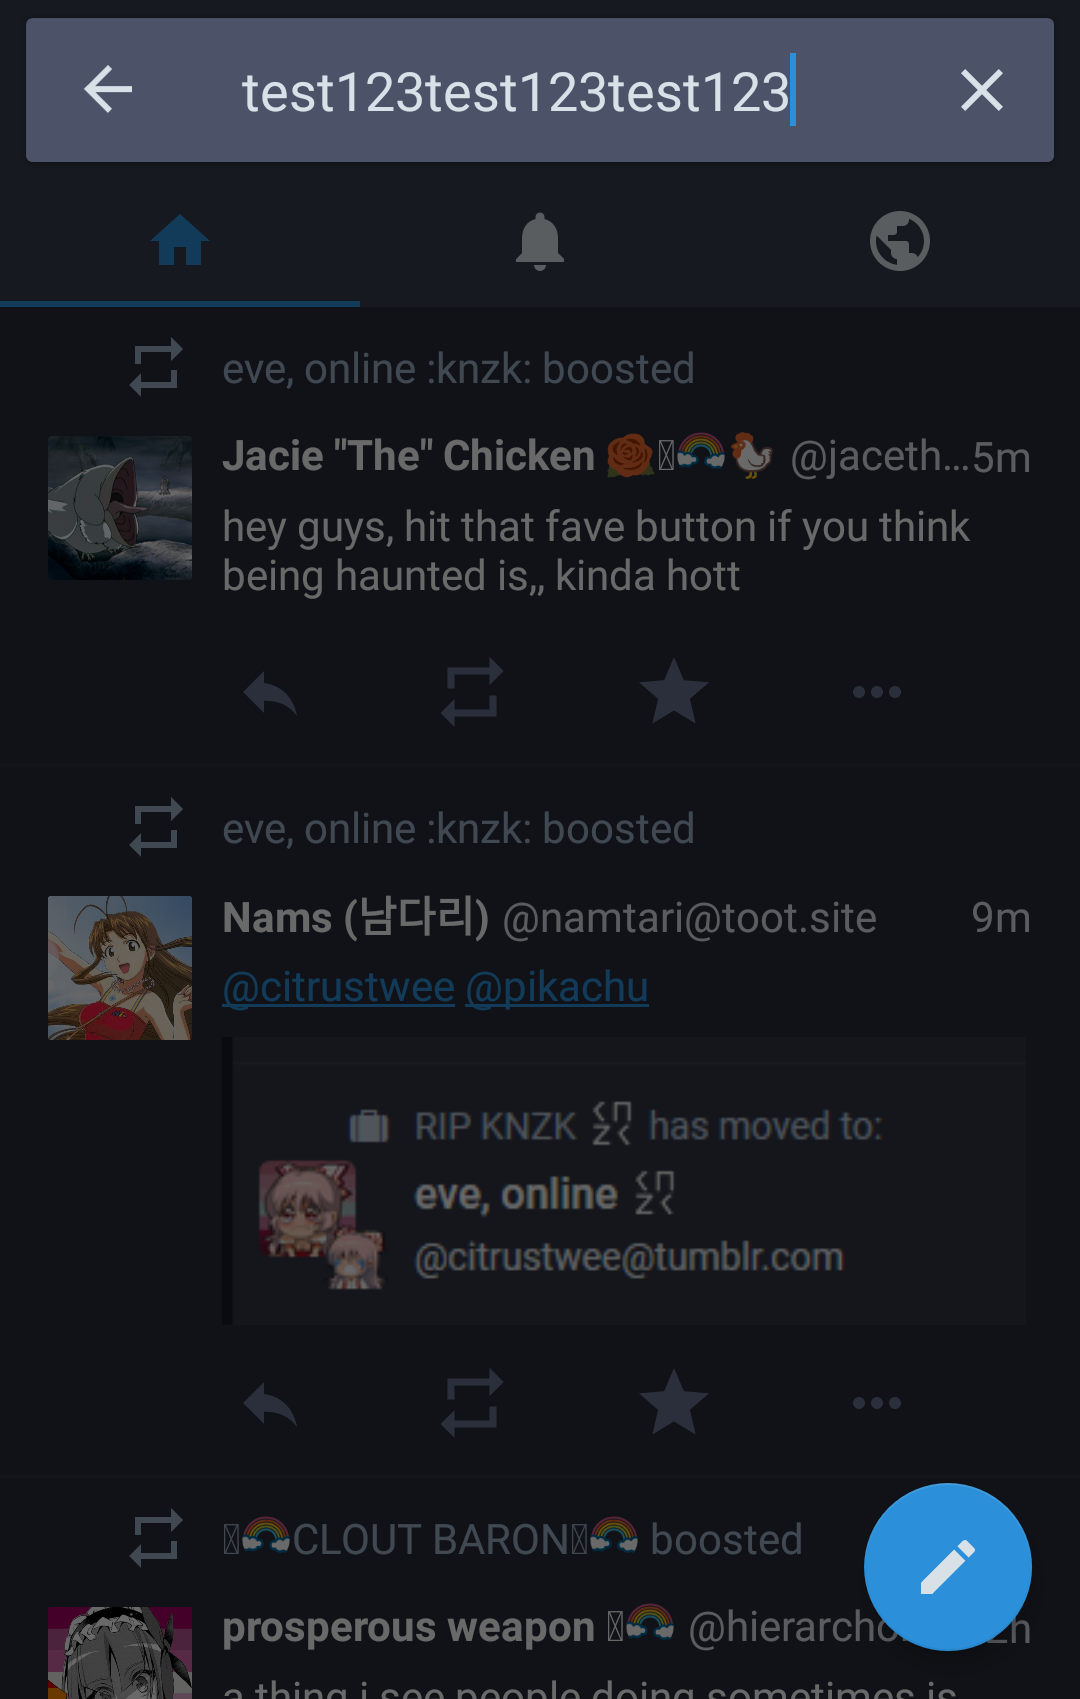 test123test123test123
eve, online :knzk: boosted
Jacie "The" Chicken 🌹🌈🐓 @jaceth…5m
hey guys, hit that fave button if you think
being haunted is,, kinda hott
eve, online :knzk: boosted
Nams (남다리) @namtari@toot.site 9m
@citrustwee @pikachu
RIP KNZK has moved to:
eve, online
@citrustwee@tumblr.com
🌈CLOUT BARON🌈 boosted
prosperous weapon 🌈 @hierarcho
a thing i see people doing sometimes is